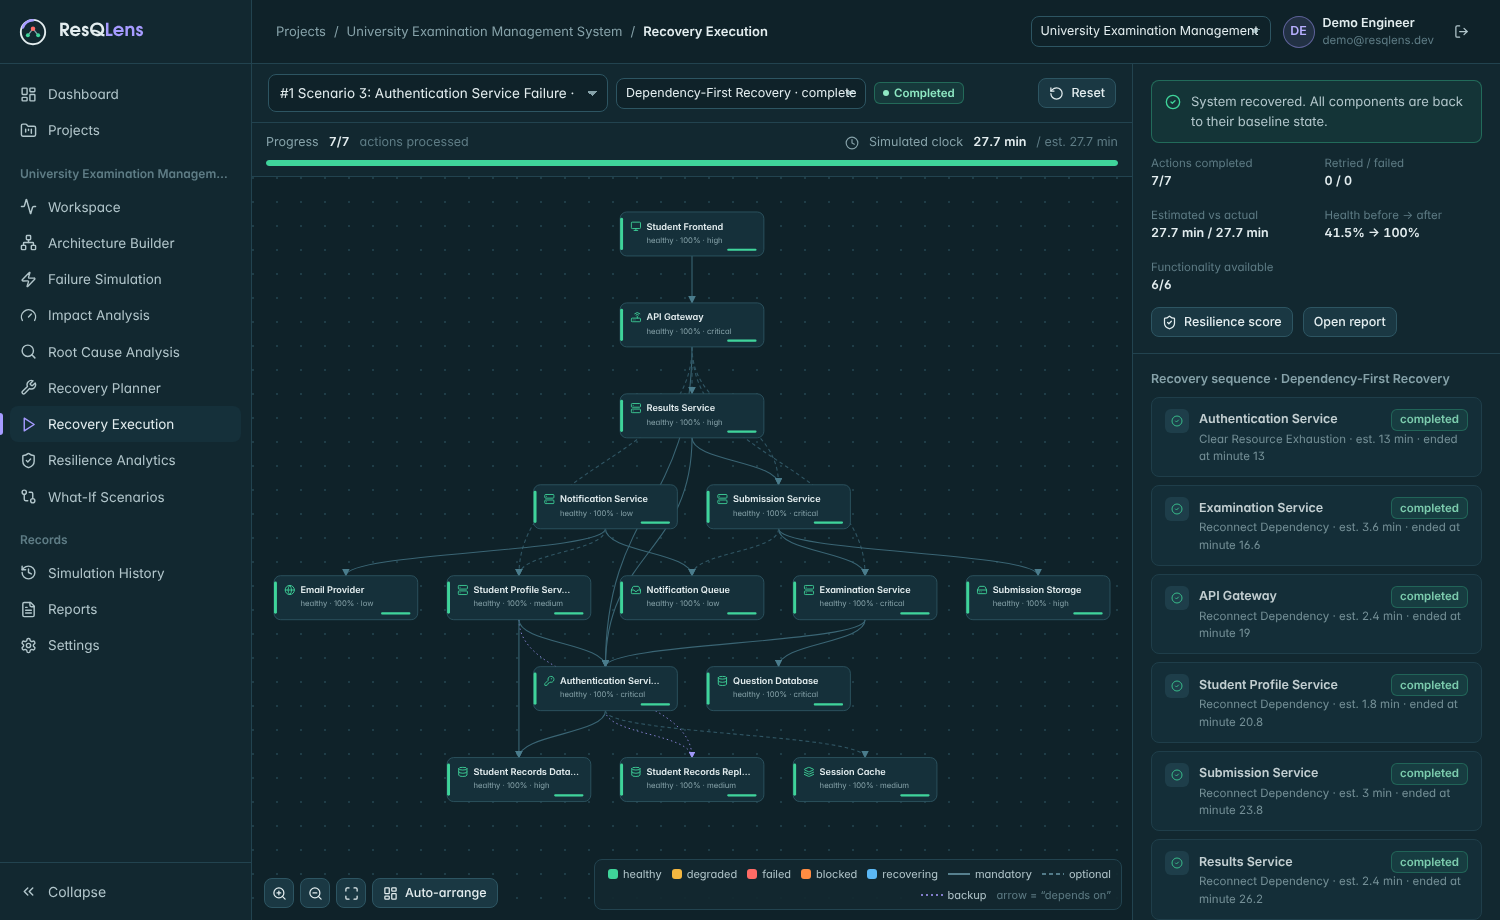 ResQLens
Dashboard
Projects
University Examination Managem...
Workspace
Architecture Builder
Failure Simulation
Impact Analysis
Root Cause Analysis
Recovery Planner
Recovery Execution
Resilience Analytics
What-If Scenarios
Records
Simulation History
Reports
Settings
Collapse
Projects / University Examination Management System / Recovery Execution
University Examination Management
DE
Demo Engineer
demo@resqlens.dev
#1 Scenario 3: Authentication Service Failure ·
Dependency-First Recovery · complete
Completed
Reset
Progress 7/7 actions processed
Simulated clock 27.7 min / est. 27.7 min
Student Frontend
healthy · 100% · high
API Gateway
healthy · 100% · critical
Results Service
healthy · 100% · high
Notification Service
healthy · 100% · low
Submission Service
healthy · 100% · critical
Email Provider
healthy · 100% · low
Student Profile Serv...
healthy · 100% · medium
Notification Queue
healthy · 100% · low
Examination Service
healthy · 100% · critical
Submission Storage
healthy · 100% · high
Authentication Servi...
healthy · 100% · critical
Question Database
healthy · 100% · critical
Student Records Data...
healthy · 100% · high
Student Records Repl...
healthy · 100% · medium
Session Cache
healthy · 100% · medium
Auto-arrange
healthy degraded failed blocked recovering mandatory optional
backup arrow = “depends on”
System recovered. All components are back
to their baseline state.
Actions completed
7/7
Retried / failed
0 / 0
Estimated vs actual
27.7 min / 27.7 min
Health before → after
41.5% → 100%
Functionality available
6/6
Resilience score
Open report
Recovery sequence · Dependency-First Recovery
Authentication Service completed
Clear Resource Exhaustion · est. 13 min · ended
at minute 13
Examination Service completed
Reconnect Dependency · est. 3.6 min · ended at
minute 16.6
API Gateway completed
Reconnect Dependency · est. 2.4 min · ended at
minute 19
Student Profile Service completed
Reconnect Dependency · est. 1.8 min · ended at
minute 20.8
Submission Service completed
Reconnect Dependency · est. 3 min · ended at
minute 23.8
Results Service completed
Reconnect Dependency · est. 2.4 min · ended at
minute 26.2